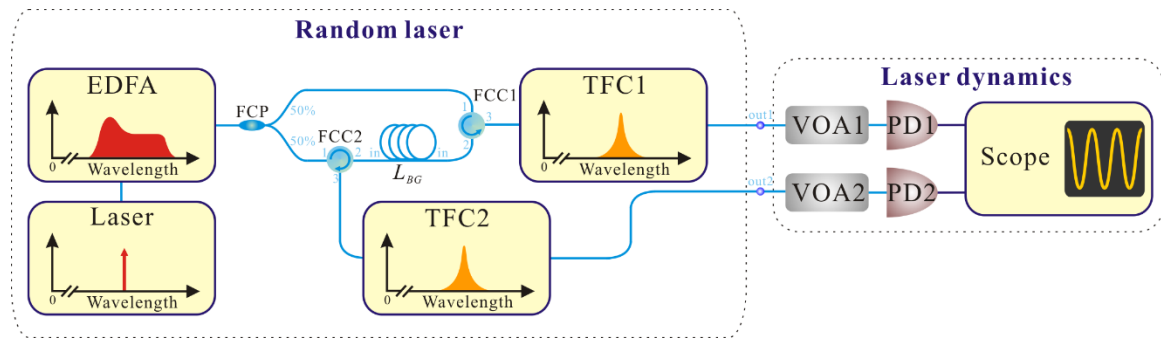 Random laser
EDFA
0
Wavelength
Laser
0
Wavelength
FCP
50%
50%
FCC2
1
2
3
in
in
L_BG
FCC1
1
2
3
TFC1
0
Wavelength
TFC2
0
Wavelength
out1
out2
Laser dynamics
VOA1
PD1
VOA2
PD2
Scope